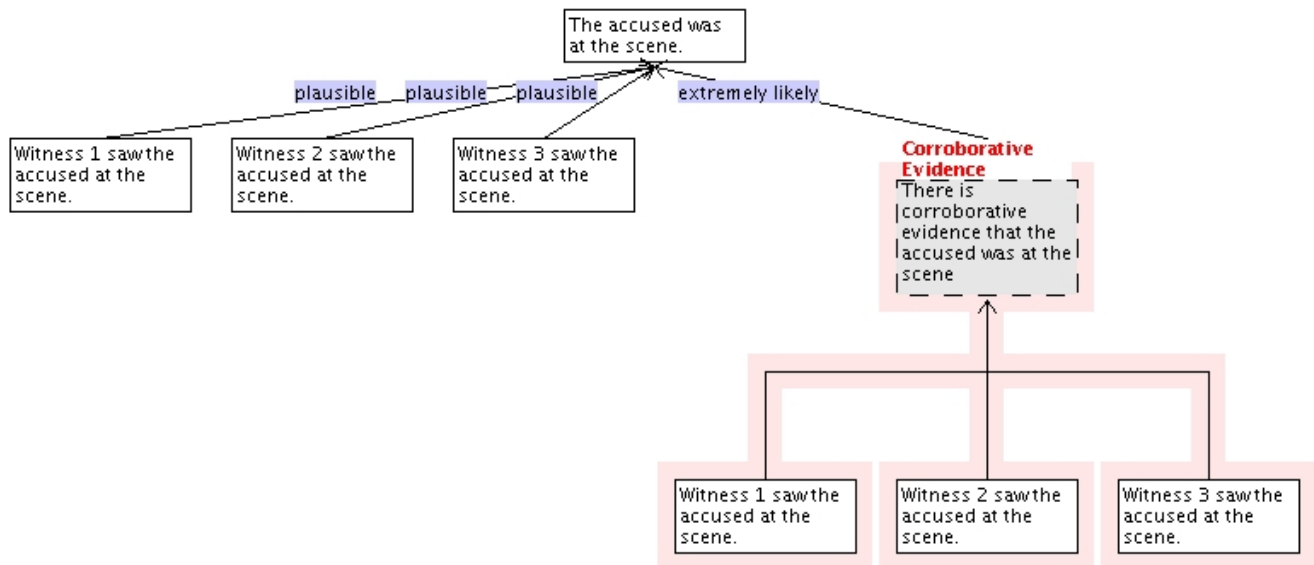 The accused was
at the scene.
plausible
plausible
plausible
extremely likely
Witness 1 saw the
accused at the
scene.
Witness 2 saw the
accused at the
scene.
Witness 3 saw the
accused at the
scene.
Corroborative
Evidence
There is
corroborative
evidence that the
accused was at the
scene
Witness 1 saw the
accused at the
scene.
Witness 2 saw the
accused at the
scene.
Witness 3 saw the
accused at the
scene.